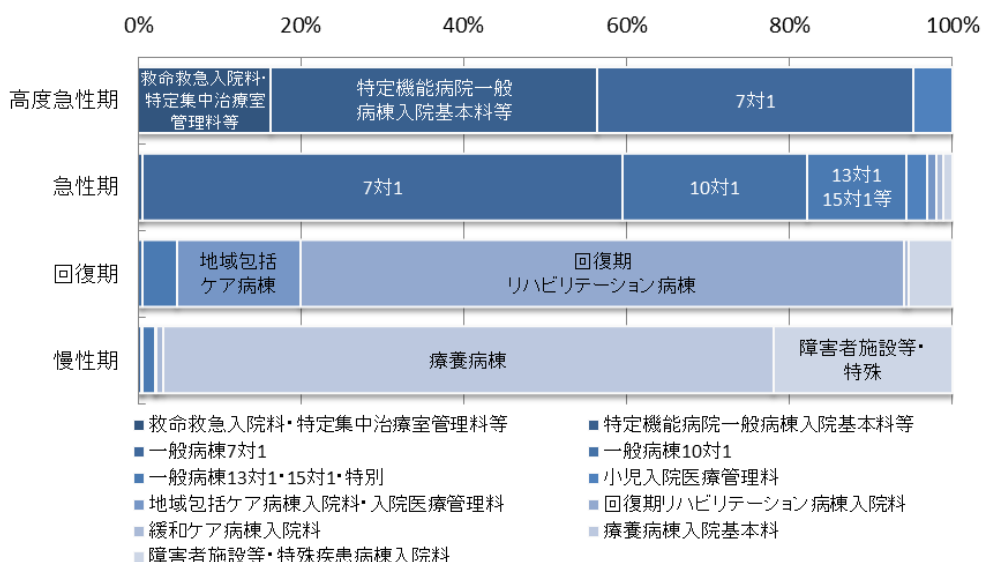 0% 20% 40% 60% 80% 100%
高度急性期
救命救急入院料・
特定集中治療室
管理料等
特定機能病院一般
病棟入院基本料等
7対1
急性期
7対1
10対1
13対1
15対1等
回復期
地域包括
ケア病棟
回復期
リハビリテーション病棟
慢性期
療養病棟
障害者施設等・
特殊
■救命救急入院料・特定集中治療室管理料等
■特定機能病院一般病棟入院基本料等
■一般病棟7対1
■一般病棟10対1
■一般病棟13対1・15対1・特別
■小児入院医療管理料
■地域包括ケア病棟入院料・入院医療管理料
■回復期リハビリテーション病棟入院料
■緩和ケア病棟入院料
■療養病棟入院基本料
■障害者施設等・特殊疾患病棟入院料